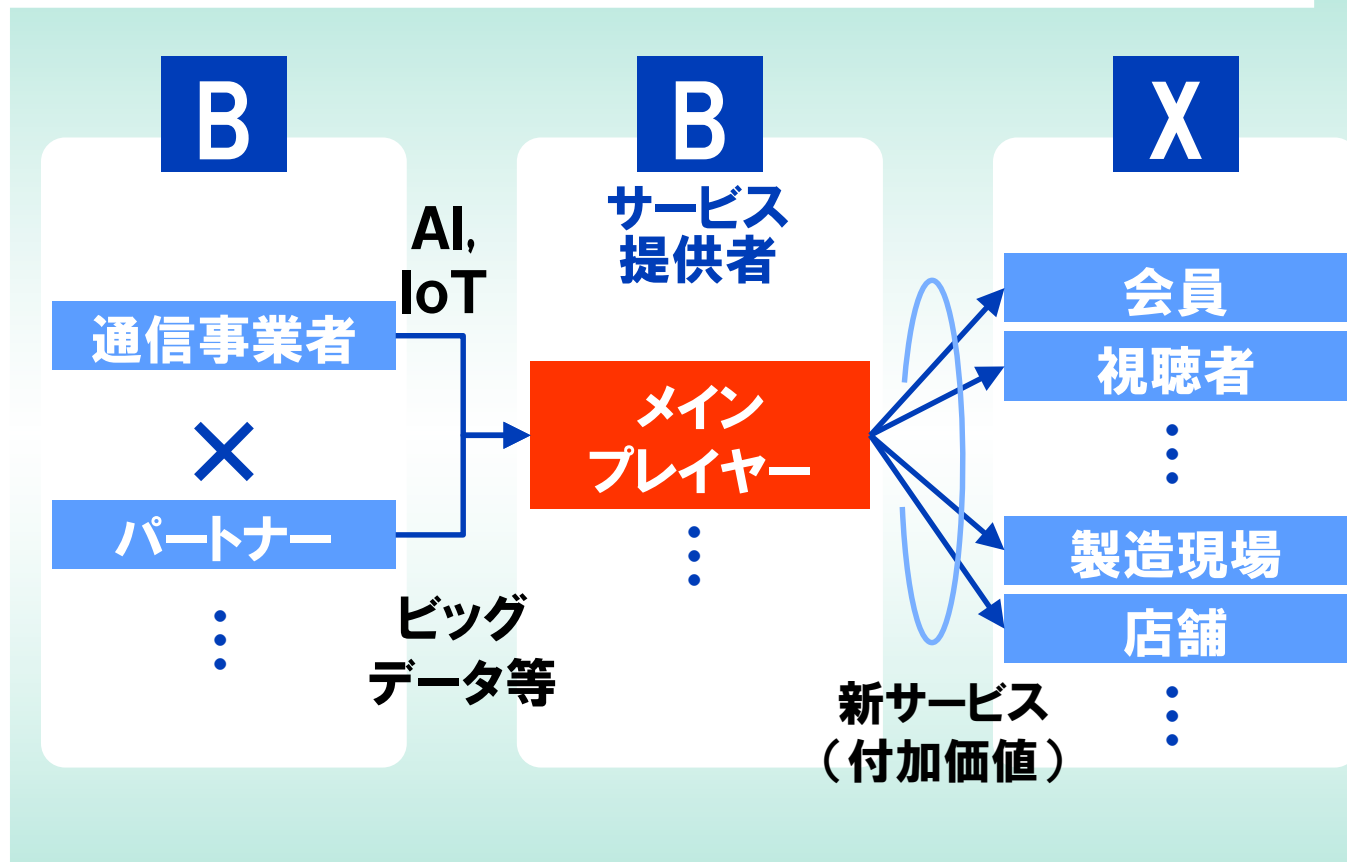 B
通信事業者
×
パートナー
AI,
IoT
ビッグ
データ等
B
サービス
提供者
メイン
プレイヤー
新サービス
（付加価値）
X
会員
視聴者
製造現場
店舗